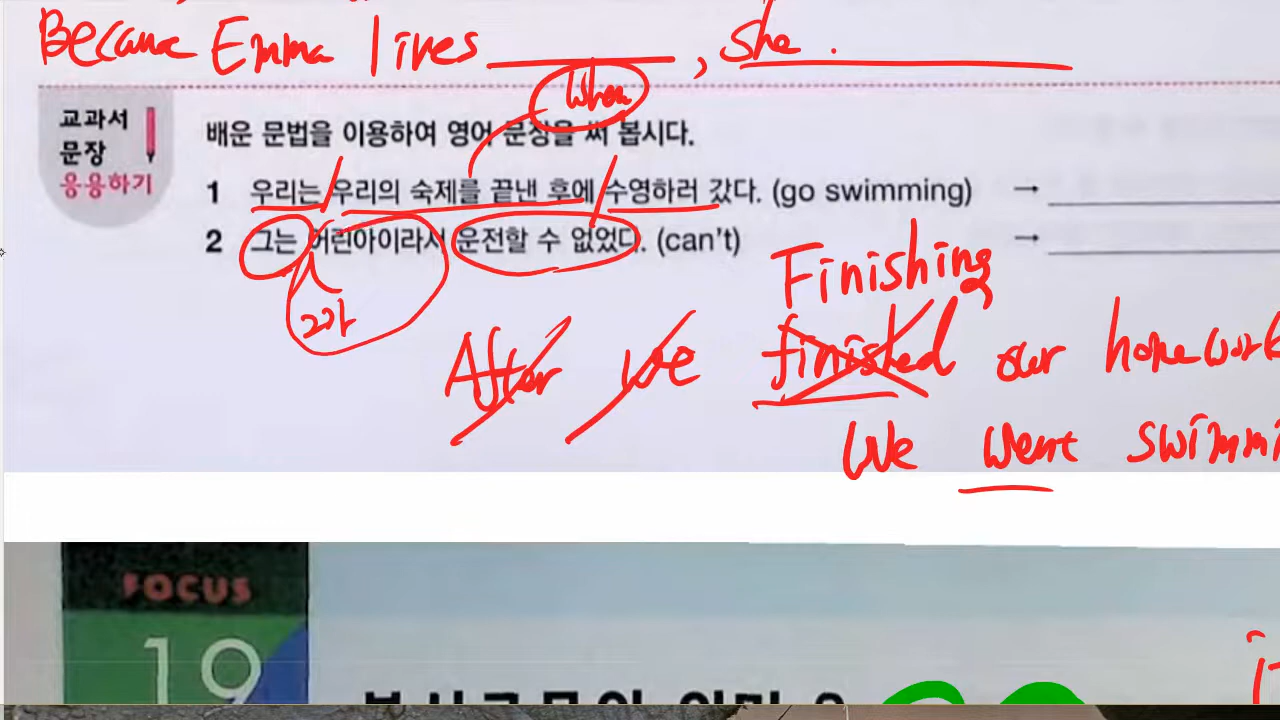 Because Emma lives ______, she.
When
교과서
문장
응용하기
배운 문법을 이용하여 영어 문장을 써 봅시다.
1 우리는 우리의 숙제를 끝낸 후에 수영하러 갔다. (go swimming) →
2 그는 어린아이라서 운전할 수 없었다. (can't) →
그가
Finishing
After we finished our homework
We went swimmi
FOCUS
19